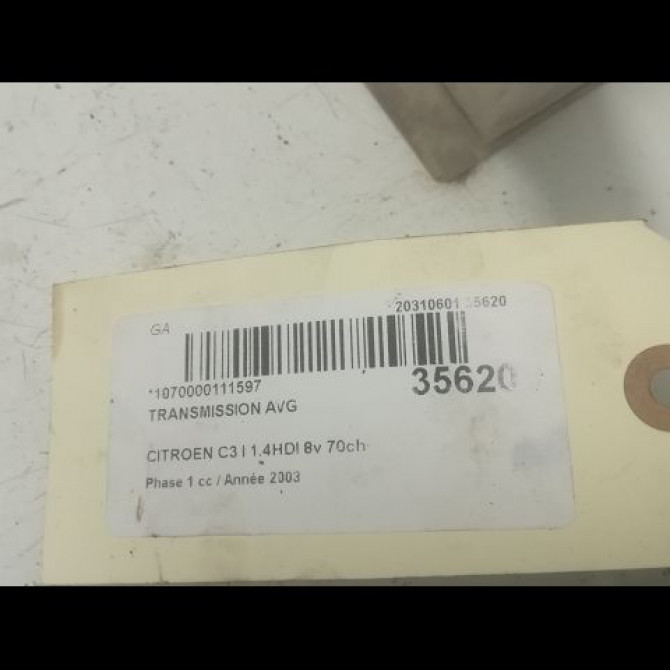 GA
20310601 35620
*1070000111597
35620
TRANSMISSION AVG
CITROEN C3 I 1.4HDI 8v 70ch
Phase 1 cc / Année 2003